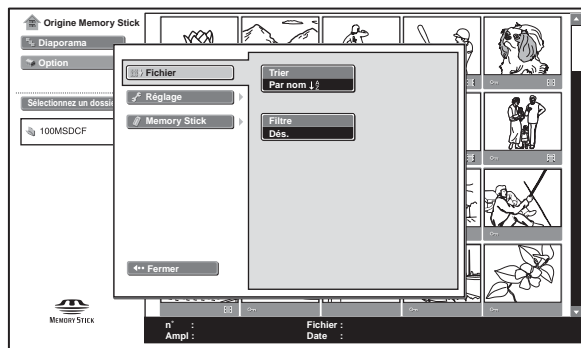 Origine Memory Stick
Diaporama
Option
Sélectionnez un dossie
100MSDCF
MEMORY STICK
Fichier
Réglage
Memory Stick
Fermer
Trier
Par nom
Filtre
Dés.
n° :
Fichier :
Ampl :
Date :